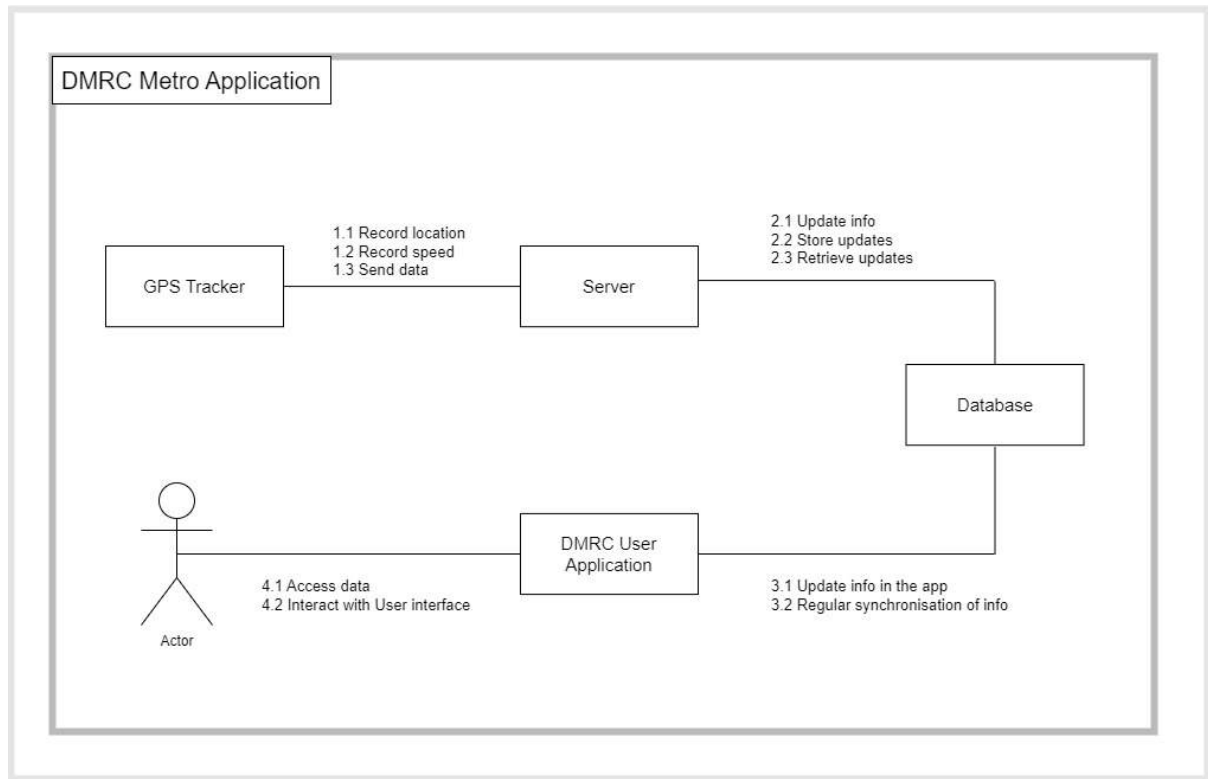 DMRC Metro Application
1.1 Record location
1.2 Record speed
1.3 Send data
2.1 Update info
2.2 Store updates
2.3 Retrieve updates
GPS Tracker
Server
Database
DMRC User
Application
4.1 Access data
4.2 Interact with User interface
3.1 Update info in the app
3.2 Regular synchronisation of info
Actor